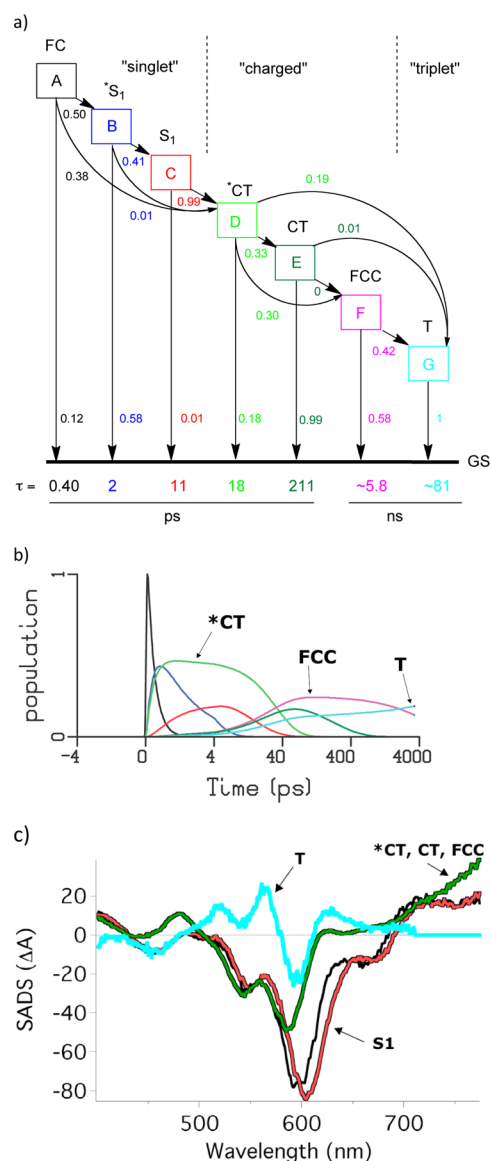 a)
FC
"singlet"
"charged"
"triplet"
A
*S1
0.50
B
S1
0.38
0.41
C
*CT
0.19
0.99
0.01
D
CT
0.01
0.33
E
FCC
0
0.30
F
T
0.42
G
0.12
0.58
0.01
0.18
0.99
0.58
1
GS
τ = 0.40 2 11 18 211 ~5.8 ~81
ps ns
b)
1
*CT
FCC
T
population
0
-4 0 4 40 400 4000
Time (ps)
c)
*CT, CT, FCC
T
20
0
-20
-40
-60
-80
SADS (ΔA)
S1
500 600 700
Wavelength (nm)